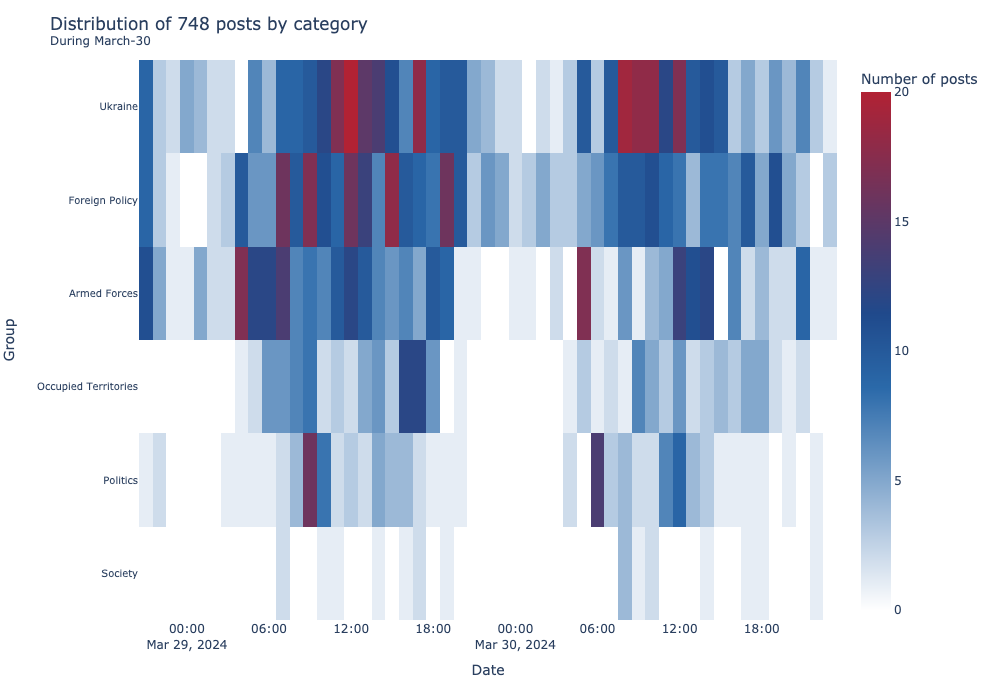 Distribution of 748 posts by category
During March-30
Number of posts
20
15
10
5
0
Group
Ukraine
Foreign Policy
Armed Forces
Occupied Territories
Politics
Society
00:00 06:00 12:00 18:00 00:00 06:00 12:00 18:00
Mar 29, 2024 Mar 30, 2024
Date